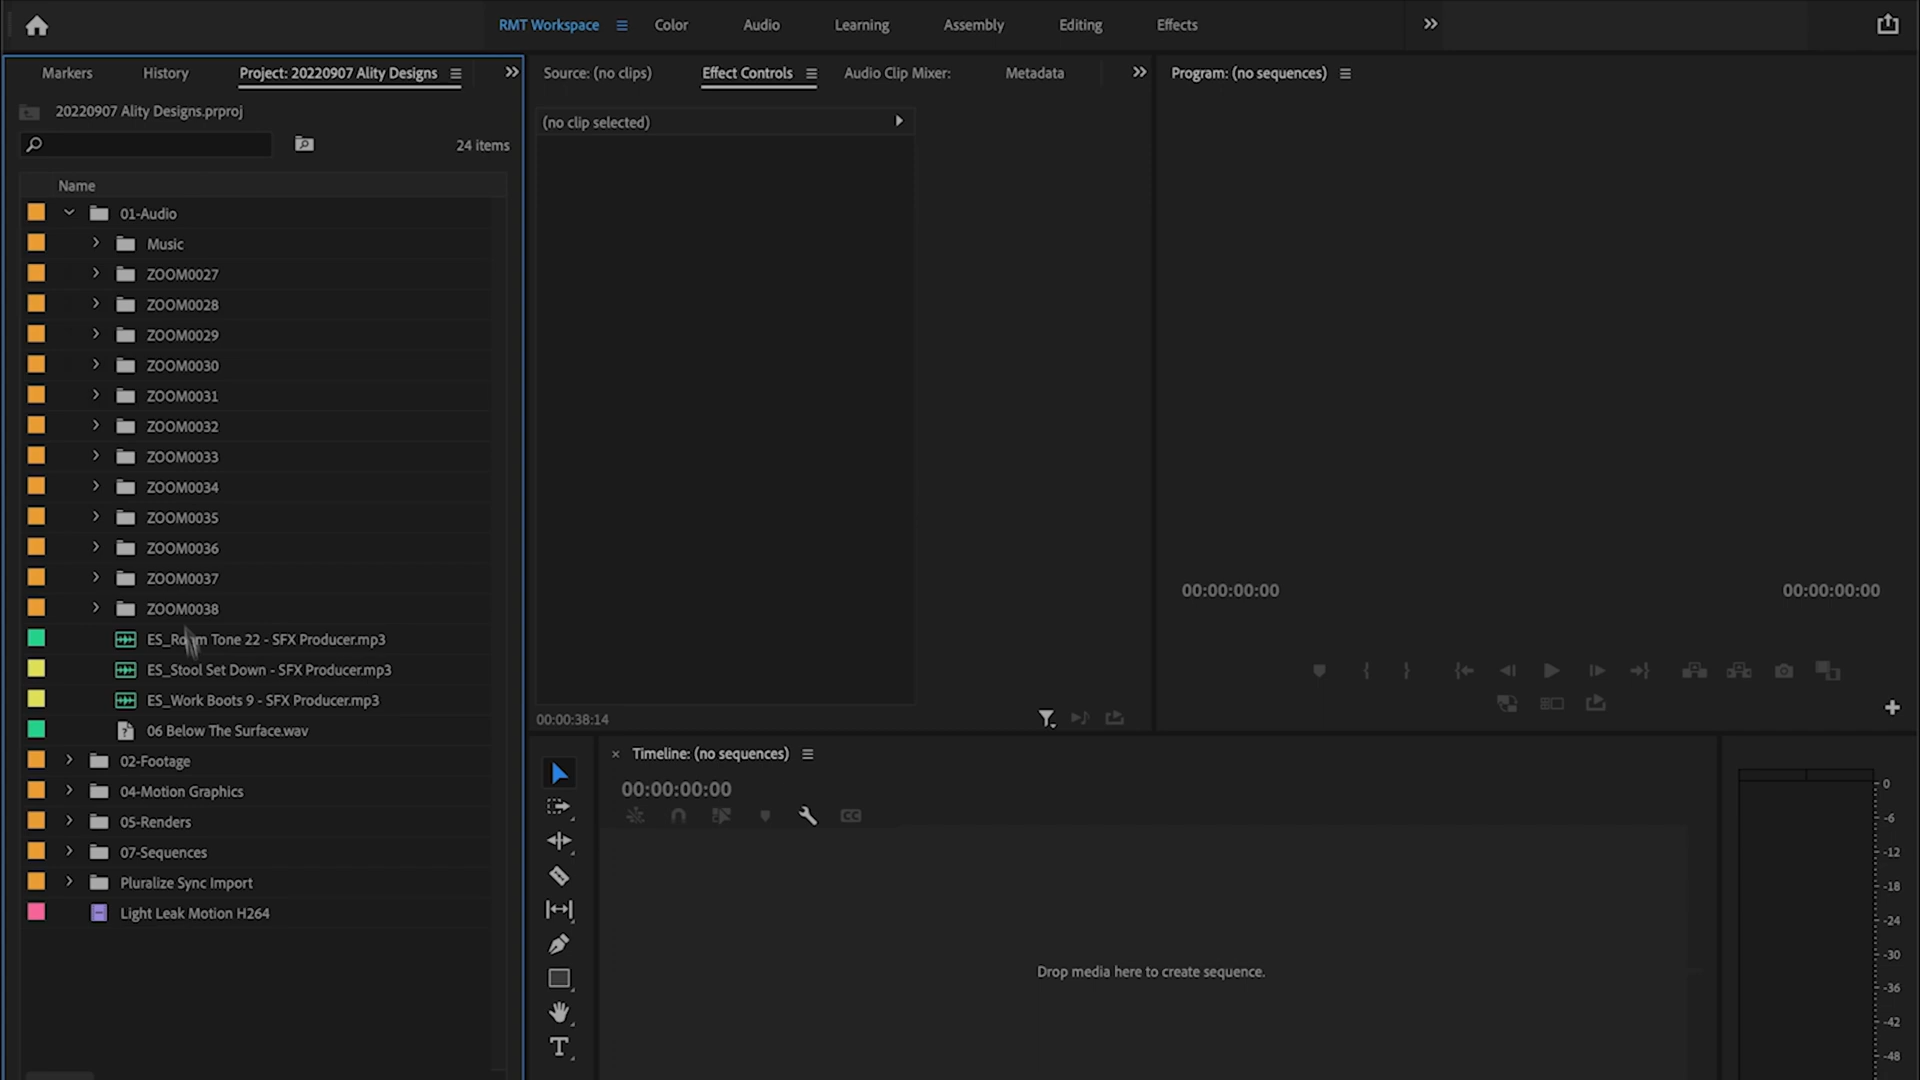 RMT Workspace
Color
Audio
Learning
Assembly
Editing
Effects
Markers
History
Project: 20220907 Ality Designs
Source: (no clips)
Effect Controls
Audio Clip Mixer:
Metadata
Program: (no sequences)
20220907 Ality Designs.prproj
24 items
(no clip selected)
Name
01-Audio
Music
ZOOM0027
ZOOM0028
ZOOM0029
ZOOM0030
ZOOM0031
ZOOM0032
ZOOM0033
ZOOM0034
ZOOM0035
ZOOM0036
ZOOM0037
ZOOM0038
ES_Room Tone 22 - SFX Producer.mp3
ES_Stool Set Down - SFX Producer.mp3
ES_Work Boots 9 - SFX Producer.mp3
06 Below The Surface.wav
02-Footage
04-Motion Graphics
05-Renders
07-Sequences
Pluralize Sync Import
Light Leak Motion H264
00:00:38:14
00:00:00:00
00:00:00:00
Timeline: (no sequences)
00:00:00:00
CC
Drop media here to create sequence.
0
-6
-12
-18
-24
-30
-36
-42
-48